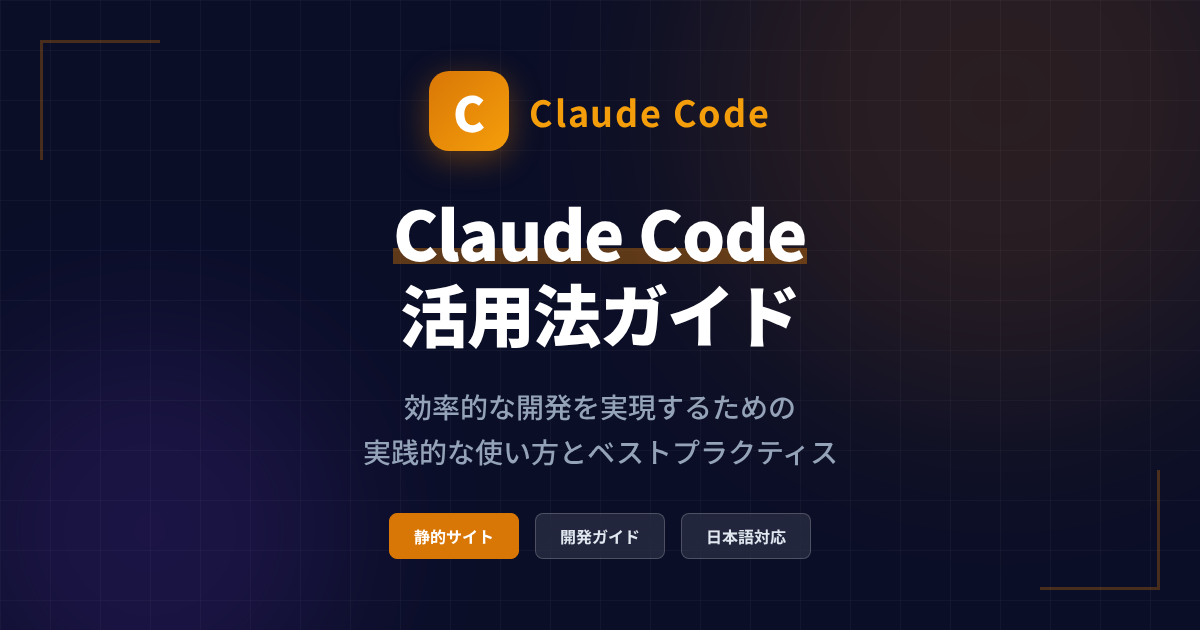 C Claude Code
Claude Code
活用法ガイド
効率的な開発を実現するための
実践的な使い方とベストプラクティス
静的サイト 開発ガイド 日本語対応